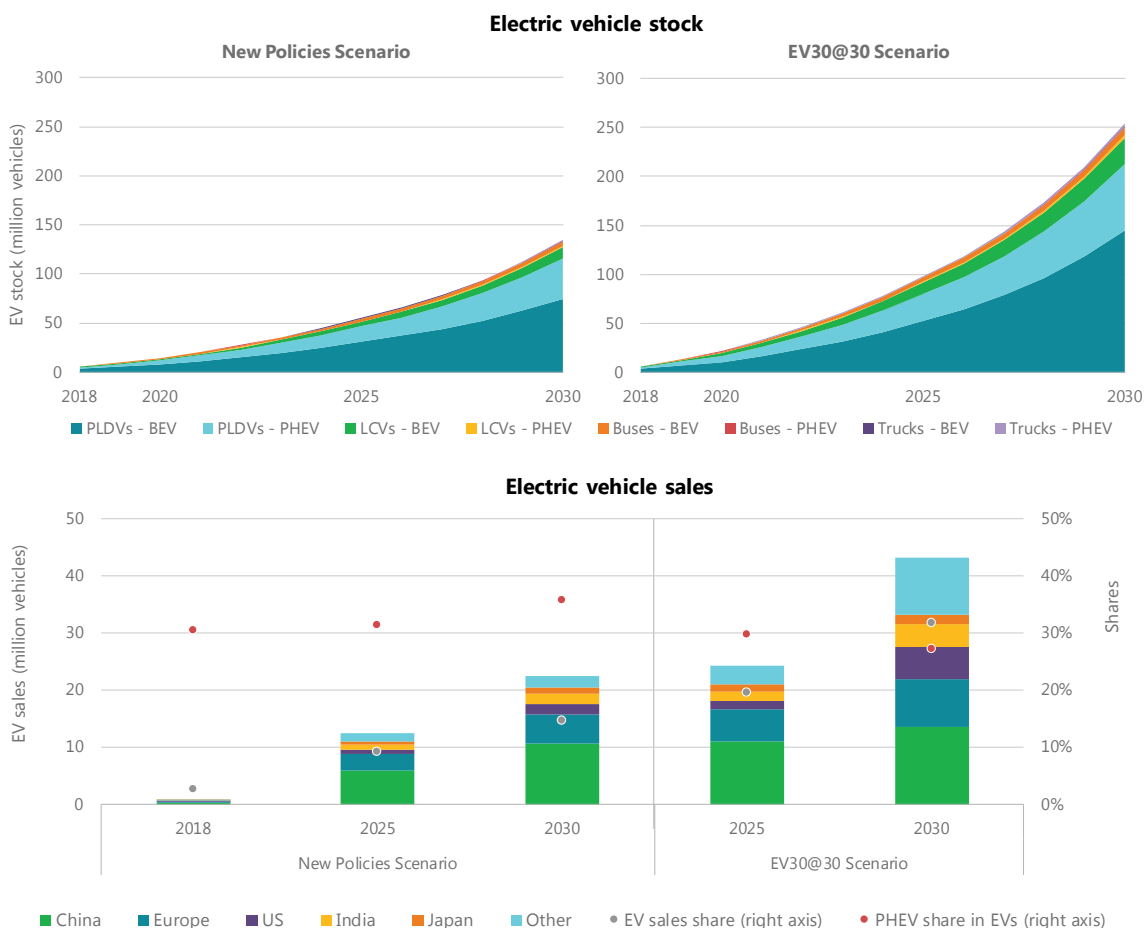 Electric vehicle stock
New Policies Scenario
EV30@30 Scenario
EV stock (million vehicles)
300
250
200
150
100
50
0
2018 2020 2025 2030
300
250
200
150
100
50
0
2018 2020 2025 2030
PLDVs - BEV PLDVs - PHEV LCVs - BEV LCVs - PHEV Buses - BEV Buses - PHEV Trucks - BEV Trucks - PHEV
Electric vehicle sales
EV sales (million vehicles)
50
40
30
20
10
0
50%
40%
30%
20%
10%
0%
Shares
2018 2025 2030 2025 2030
New Policies Scenario EV30@30 Scenario
China Europe US India Japan Other EV sales share (right axis) PHEV share in EVs (right axis)